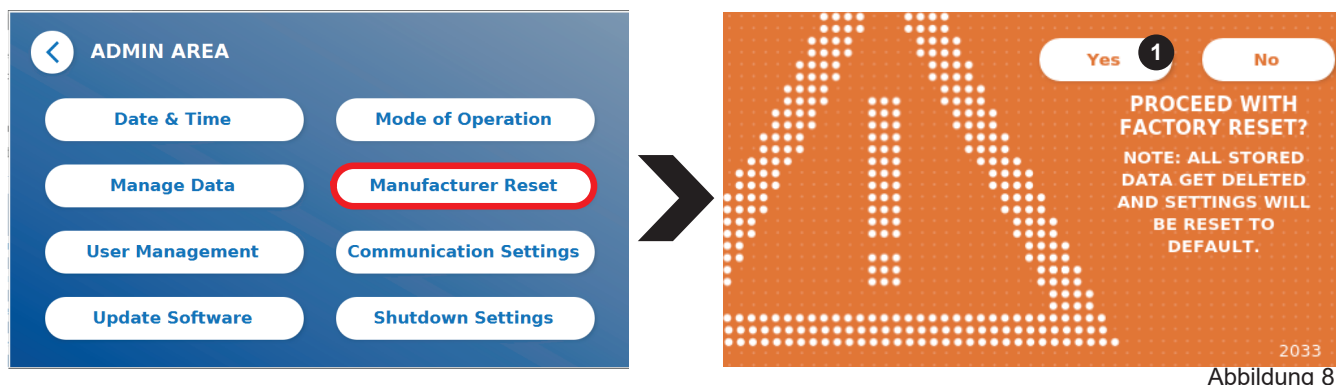 ADMIN AREA
Date & Time
Mode of Operation
Manage Data
Manufacturer Reset
User Management
Communication Settings
Update Software
Shutdown Settings
Yes
1
No
PROCEED WITH
FACTORY RESET?
NOTE: ALL STORED
DATA GET DELETED
AND SETTINGS WILL
BE RESET TO
DEFAULT.
2033
Abbildung 8